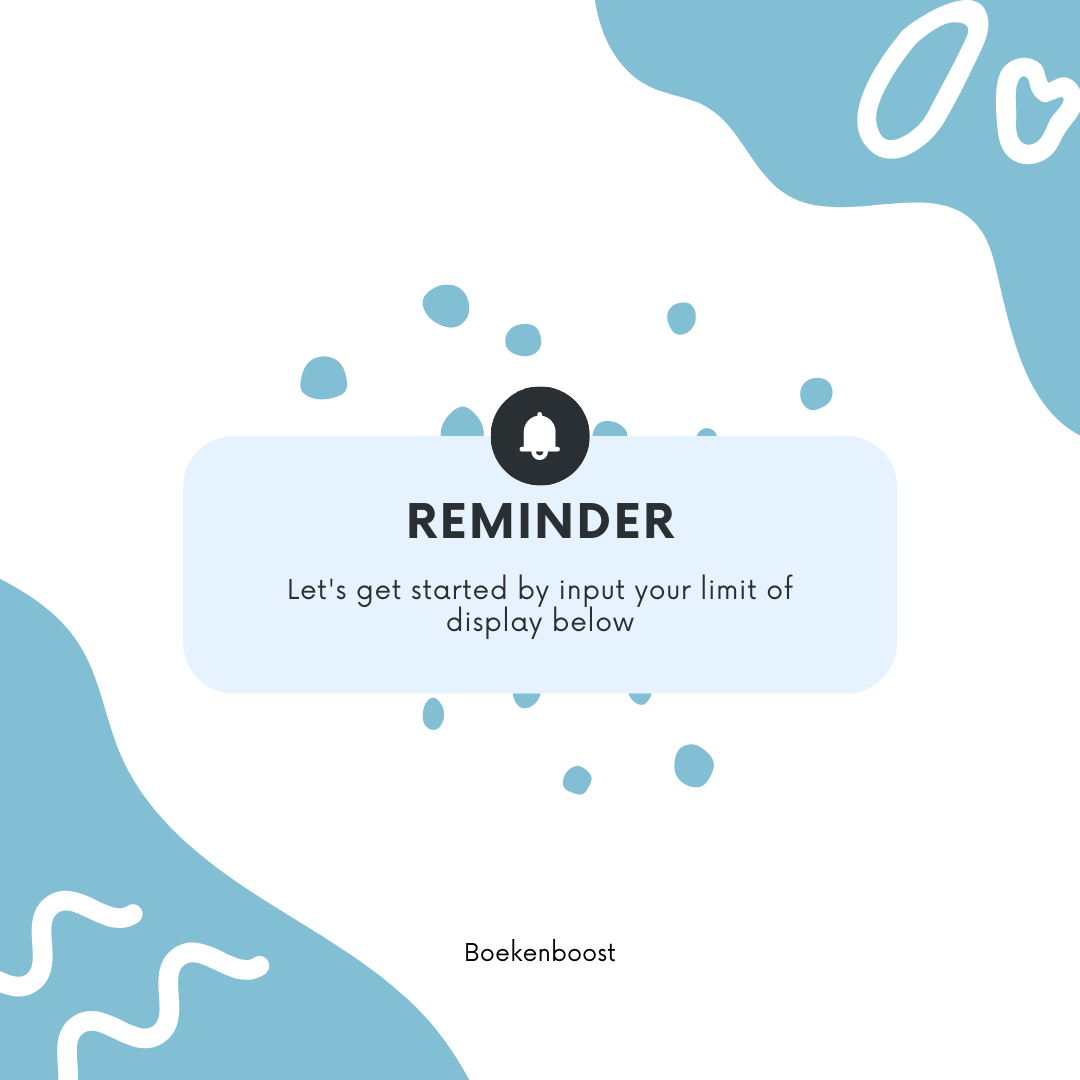 REMINDER
Let's get started by input your limit of
display below
Boekenboost